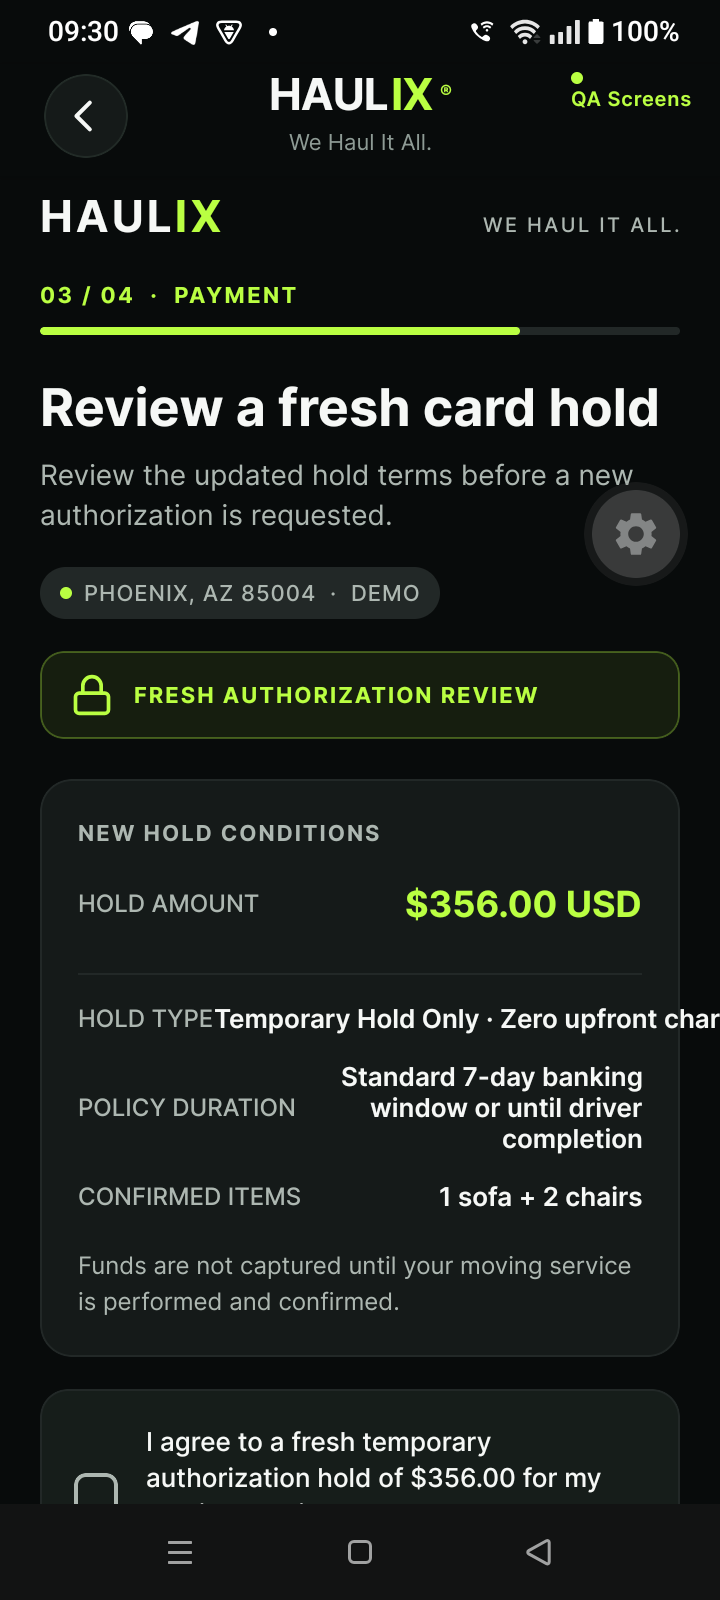 09:30
100%
HAULIX ®
QA Screens
We Haul It All.
HAULIX
WE HAUL IT ALL.
03 / 04 · PAYMENT
Review a fresh card hold
Review the updated hold terms before a new
authorization is requested.
PHOENIX, AZ 85004 · DEMO
FRESH AUTHORIZATION REVIEW
NEW HOLD CONDITIONS
HOLD AMOUNT $356.00 USD
HOLD TYPE Temporary Hold Only · Zero upfront char
POLICY DURATION Standard 7-day banking
window or until driver
completion
CONFIRMED ITEMS 1 sofa + 2 chairs
Funds are not captured until your moving service
is performed and confirmed.
I agree to a fresh temporary
authorization hold of $356.00 for my